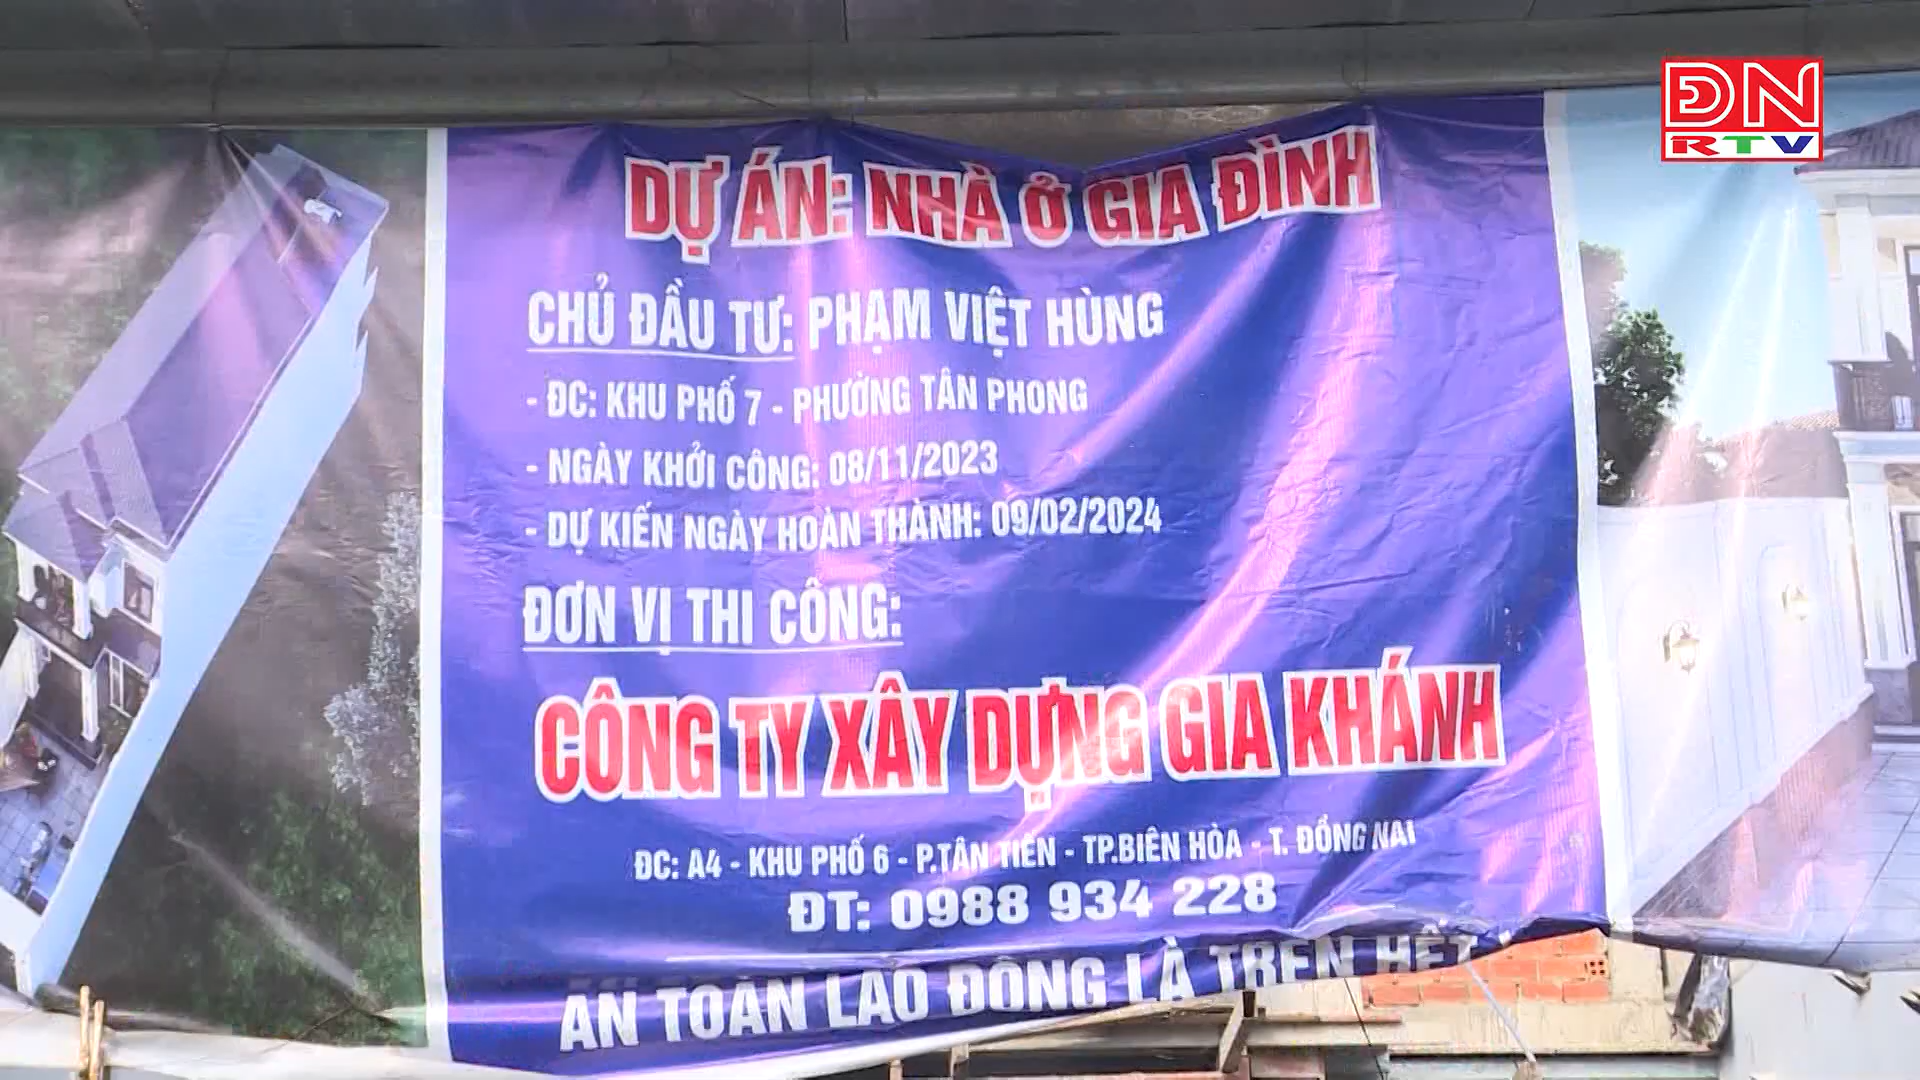 ĐN
RTV
DỰ ÁN: NHÀ Ở GIA ĐÌNH
CHỦ ĐẦU TƯ: PHẠM VIỆT HÙNG
- ĐC: KHU PHỐ 7 - PHƯỜNG TÂN PHONG
- NGÀY KHỞI CÔNG: 08/11/2023
- DỰ KIẾN NGÀY HOÀN THÀNH: 09/02/2024
ĐƠN VỊ THI CÔNG:
CÔNG TY XÂY DỰNG GIA KHÁNH
ĐC: A4 - KHU PHỐ 6 - P.TÂN TIẾN - TP.BIÊN HÒA - T. ĐỒNG NAI
ĐT: 0988 934 228
AN TOÀN LAO ĐỘNG LÀ TRÊN HẾT